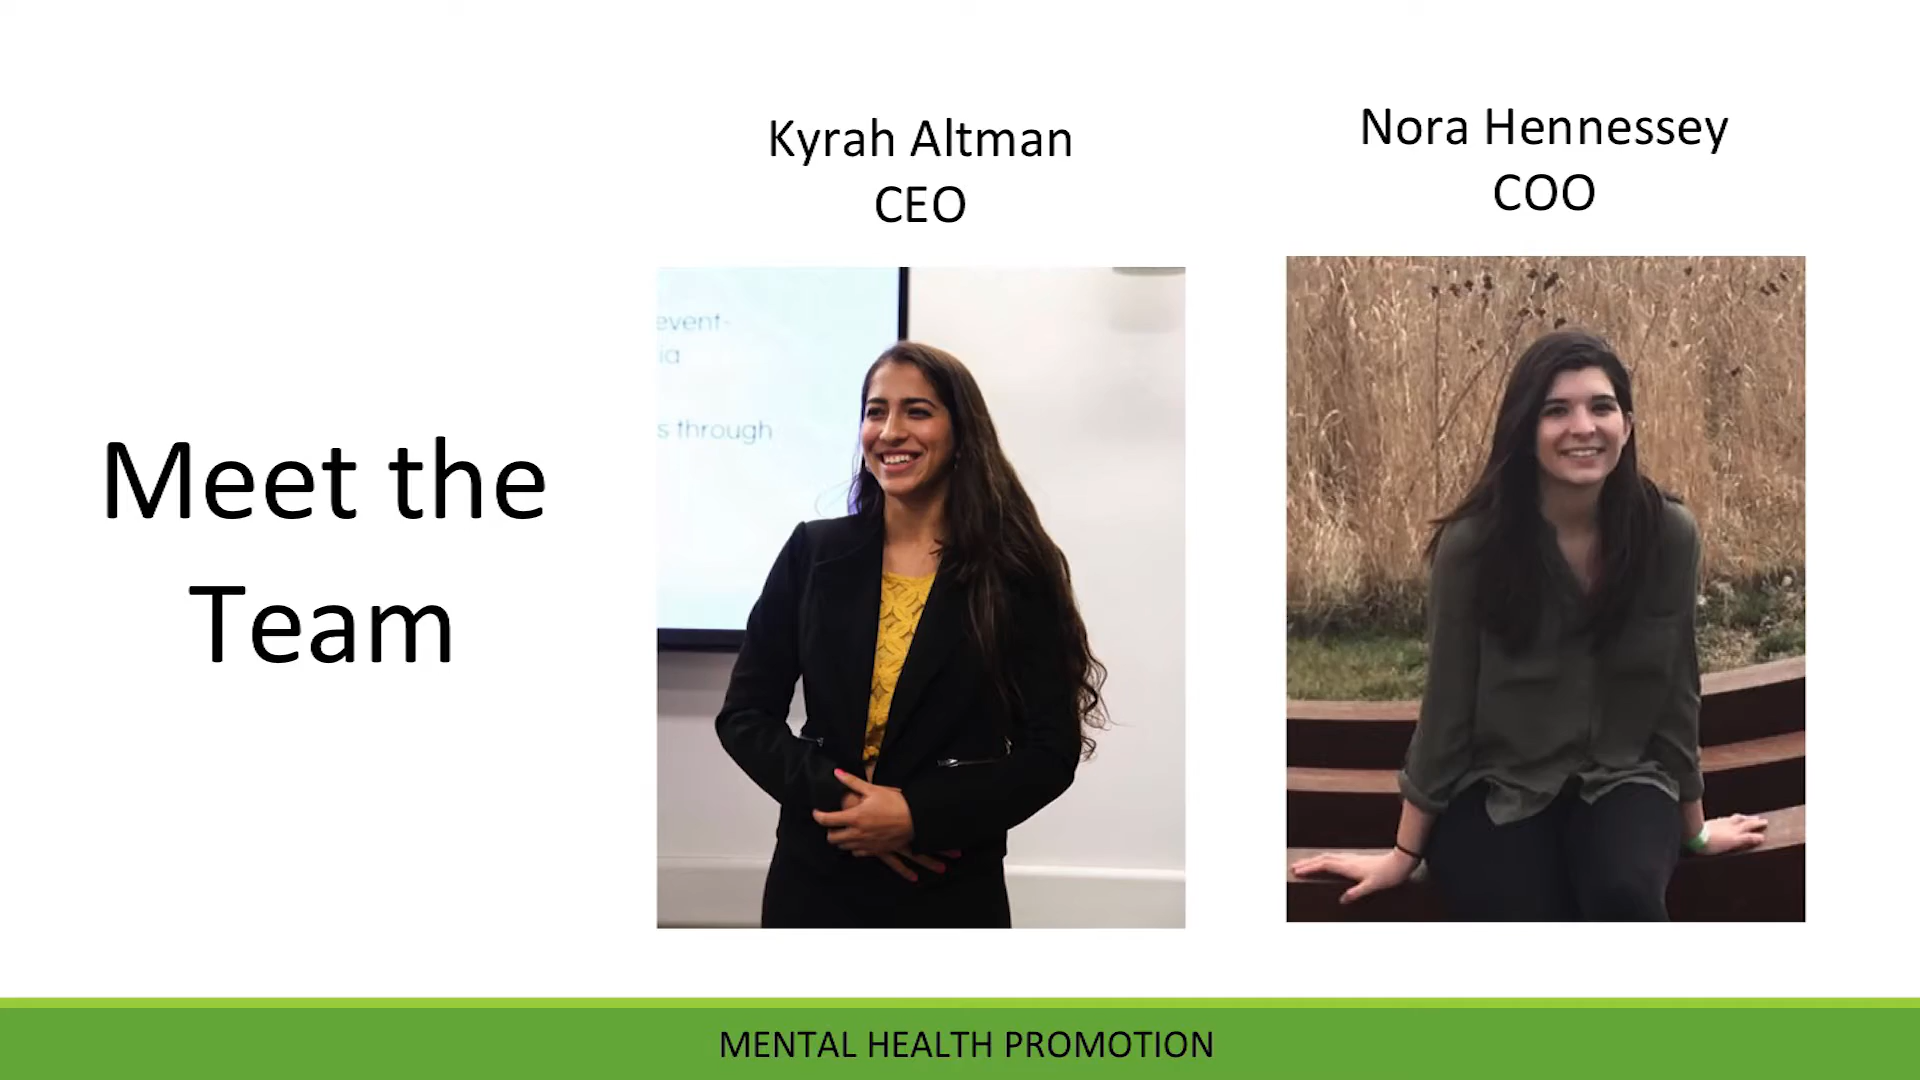 Meet the
Team
Kyrah Altman
CEO
Nora Hennessey
COO
event-
ia
s through
MENTAL HEALTH PROMOTION